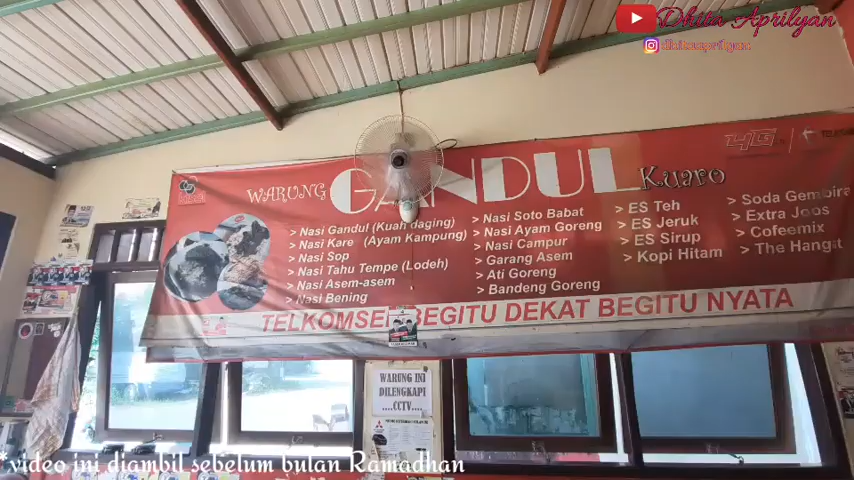 Dhita Aprilyan
dhitaaprilyan
4G
WARUNG GANDUL Kuaro
> Nasi Gandul (Kuah daging)
> Nasi Kare (Ayam Kampung)
> Nasi Sop
> Nasi Tahu Tempe (Lodeh)
> Nasi Asem-asem
> Nasi Bening
> Nasi Soto Babat
> Nasi Ayam Goreng
> Nasi Campur
> Garang Asem
> Ati Goreng
> Bandeng Goreng
> ES Teh
> ES Jeruk
> ES Sirup
> Kopi Hitam
> Soda Gembira
> Extra Joos
> Cofeemix
> The Hangat
TELKOMSEL BEGITU DEKAT BEGITU NYATA
WARUNG INI
DILENGKAPI
....CCTV....
*video ini diambil sebelum bulan Ramadhan